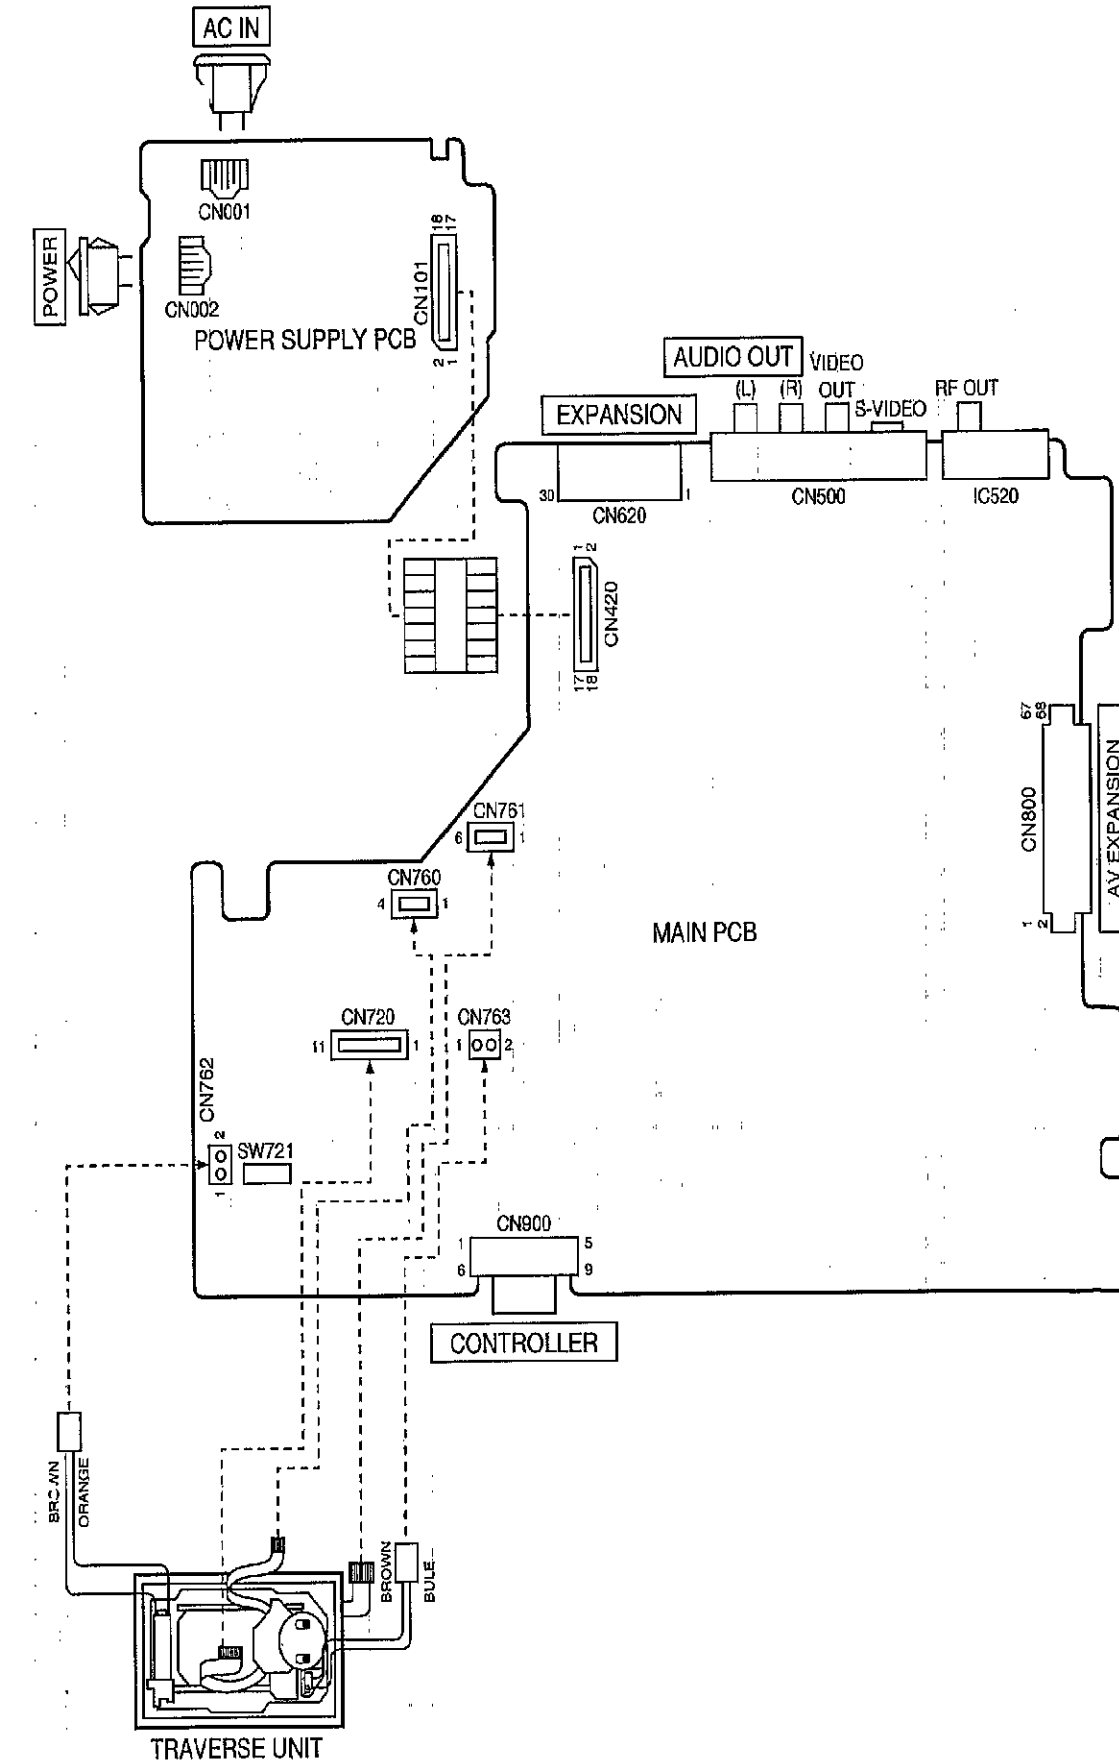 AC IN
CN001
POWER
CN002
18
17
CN101
2
1
POWER SUPPLY PCB
AUDIO OUT
VIDEO
(L)
(R)
OUT
S-VIDEO
RF OUT
EXPANSION
30
1
CN620
CN500
IC520
1
2
CN420
17
18
67
68
CN800
1
2
AV EXPANSION
CN761
6
1
CN760
4
1
MAIN PCB
CN720
11
1
CN763
1
2
CN762
2
1
SW721
CN900
1
5
6
9
CONTROLLER
BROWN
ORANGE
BROWN
BULE
TRAVERSE UNIT